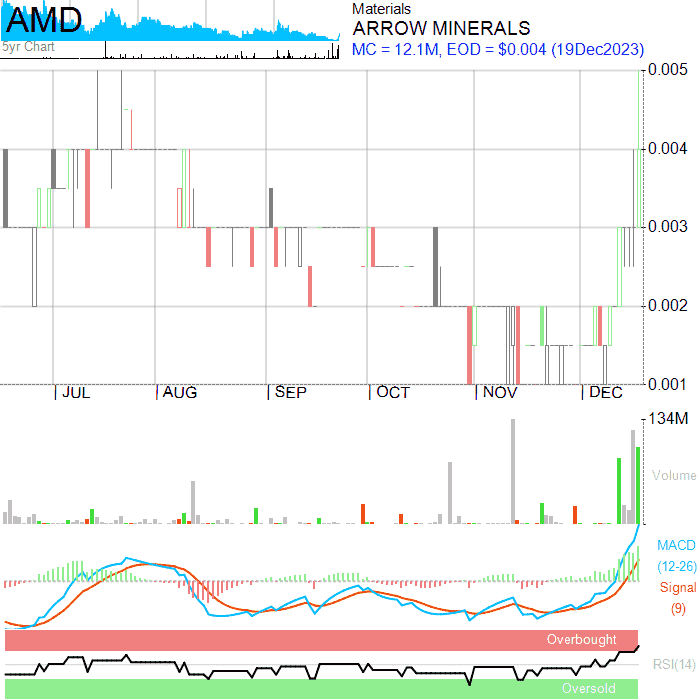 AMD
5yr Chart
Materials
ARROW MINERALS
MC = 12.1M, EOD = $0.004 (19Dec2023)
0.005
0.004
0.003
0.002
0.001
JUL AUG SEP OCT NOV DEC
134M
Volume
MACD
(12-26)
Signal
(9)
Overbought
RSI(14)
Oversold